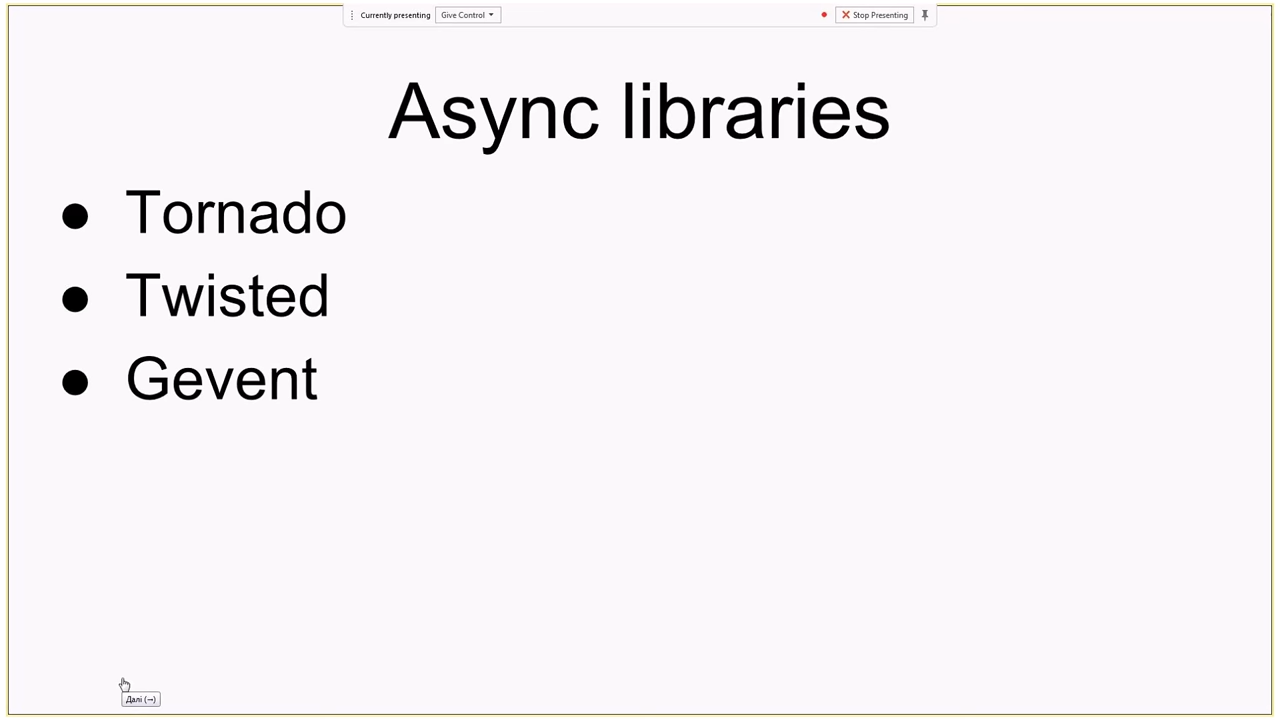 Currently presenting Give Control Stop Presenting
Async libraries
● Tornado
● Twisted
● Gevent
Далі (→)